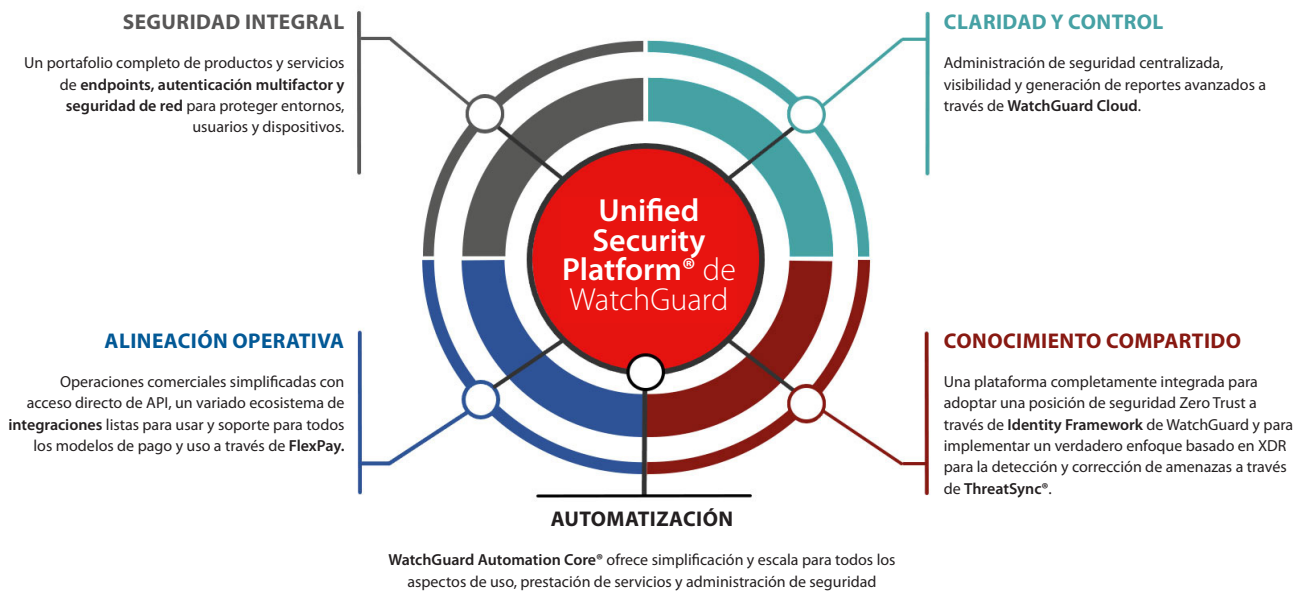 SEGURIDAD INTEGRAL
Un portafolio completo de productos y servicios
de endpoints, autenticación multifactor y
seguridad de red para proteger entornos,
usuarios y dispositivos.
CLARIDAD Y CONTROL
Administración de seguridad centralizada,
visibilidad y generación de reportes avanzados a
través de WatchGuard Cloud.
Unified
Security
Platform® de
WatchGuard
ALINEACIÓN OPERATIVA
Operaciones comerciales simplificadas con
acceso directo de API, un variado ecosistema de
integraciones listas para usar y soporte para todos
los modelos de pago y uso a través de FlexPay.
CONOCIMIENTO COMPARTIDO
Una plataforma completamente integrada para
adoptar una posición de seguridad Zero Trust a
través de Identity Framework de WatchGuard y para
implementar un verdadero enfoque basado en XDR
para la detección y corrección de amenazas a través
de ThreatSync®.
AUTOMATIZACIÓN
WatchGuard Automation Core® ofrece simplificación y escala para todos los
aspectos de uso, prestación de servicios y administración de seguridad